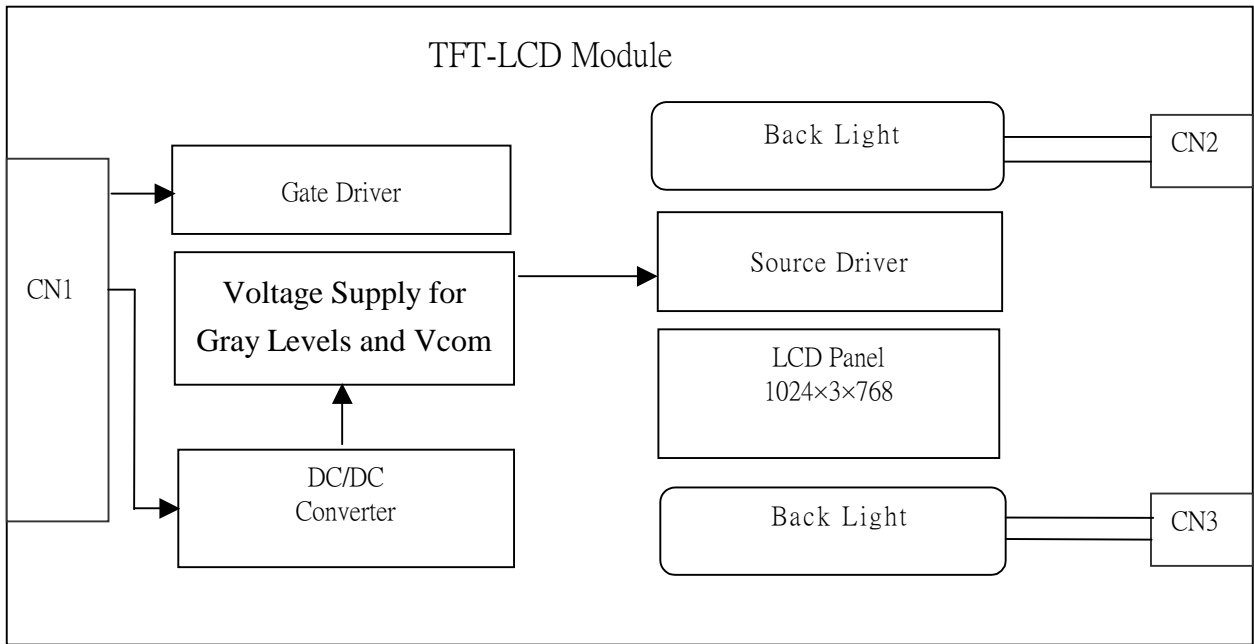 TFT-LCD Module
Back Light
CN2
Gate Driver
CN1
Voltage Supply for
Gray Levels and Vcom
Source Driver
LCD Panel
1024×3×768
DC/DC
Converter
Back Light
CN3